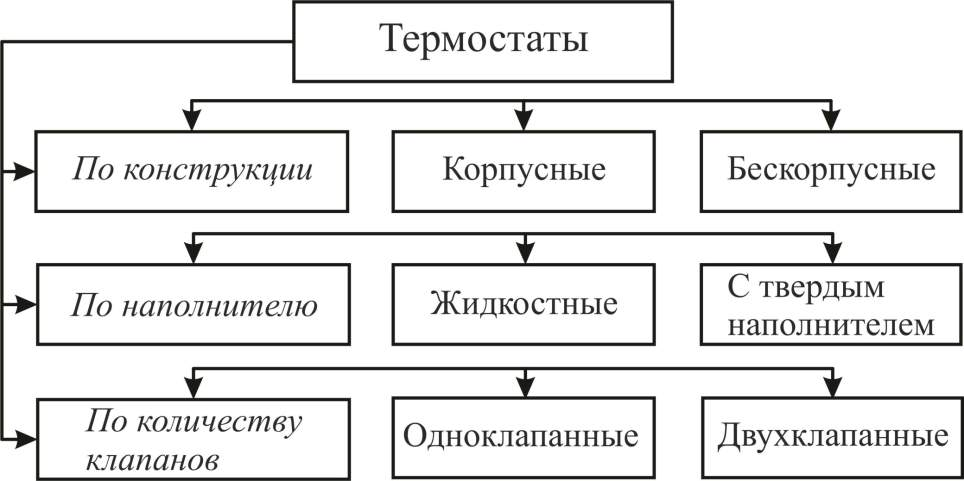 Термостаты
По конструкции
Корпусные
Бескорпусные
По наполнителю
Жидкостные
С твердым
наполнителем
По количеству
клапанов
Одноклапанные
Двухклапанные